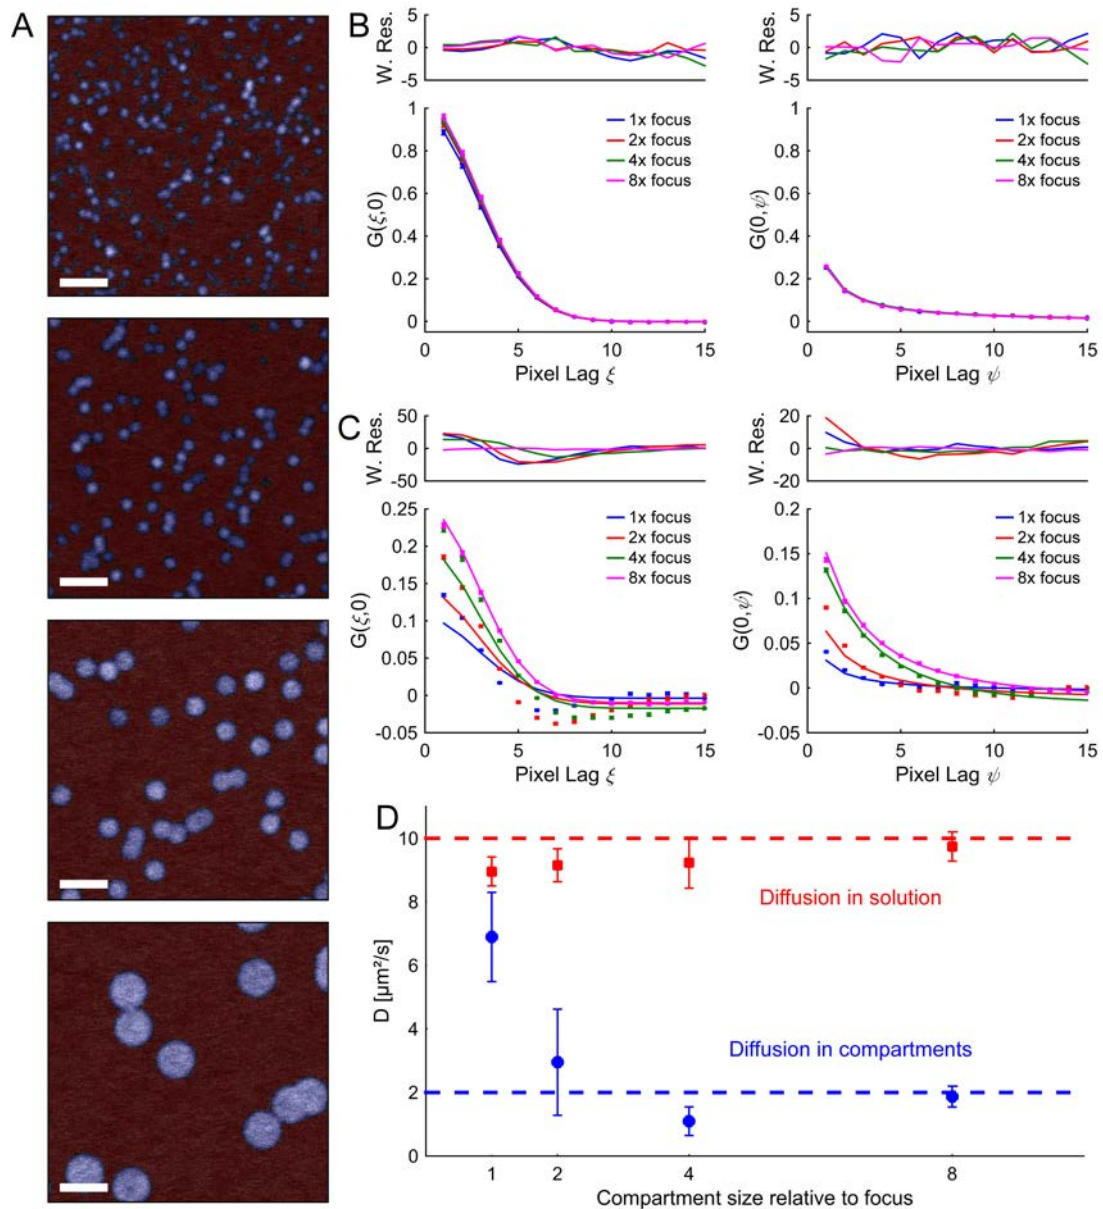 A
B
W. Res.
5
0
-5
W. Res.
5
0
-5
G(ξ,0)
1
0.8
0.6
0.4
0.2
0
1x focus
2x focus
4x focus
8x focus
0 5 10 15
Pixel Lag ξ
G(0,ψ)
1
0.8
0.6
0.4
0.2
0
1x focus
2x focus
4x focus
8x focus
0 5 10 15
Pixel Lag ψ
C
W. Res.
50
0
-50
W. Res.
20
0
-20
G(ξ,0)
0.25
0.2
0.15
0.1
0.05
0
-0.05
1x focus
2x focus
4x focus
8x focus
0 5 10 15
Pixel Lag ξ
G(0,ψ)
0.2
0.15
0.1
0.05
0
-0.05
1x focus
2x focus
4x focus
8x focus
0 5 10 15
Pixel Lag ψ
D
D [µm²/s]
10
8
6
4
2
0
Diffusion in solution
Diffusion in compartments
1 2 4 8
Compartment size relative to focus